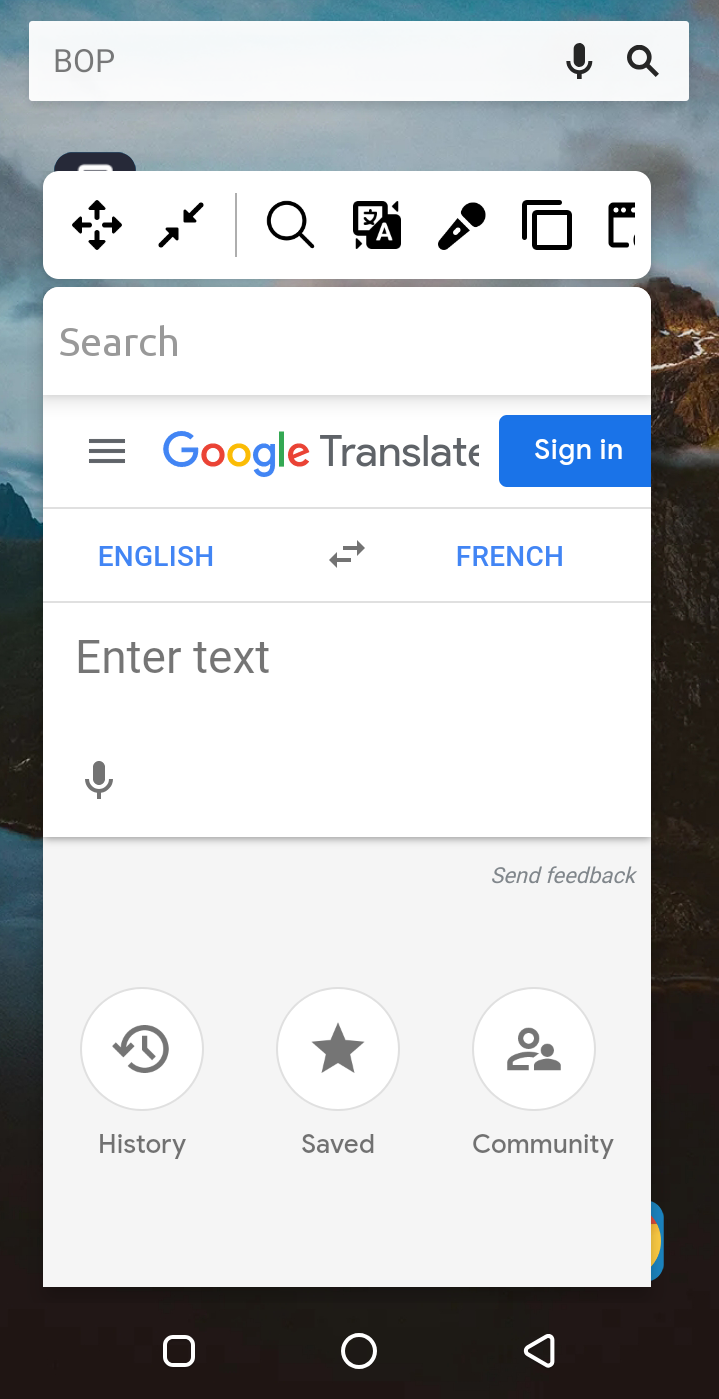 BOP
Search
Google Translate
Sign in
ENGLISH
FRENCH
Enter text
Send feedback
History
Saved
Community